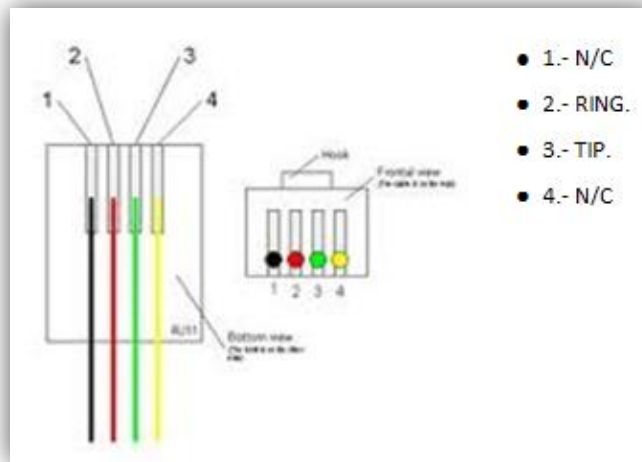 2
3
1
4
Hook
Frontal view
RJ11
Bottom view
1 2 3 4
● 1.- N/C
● 2.- RING.
● 3.- TIP.
● 4.- N/C